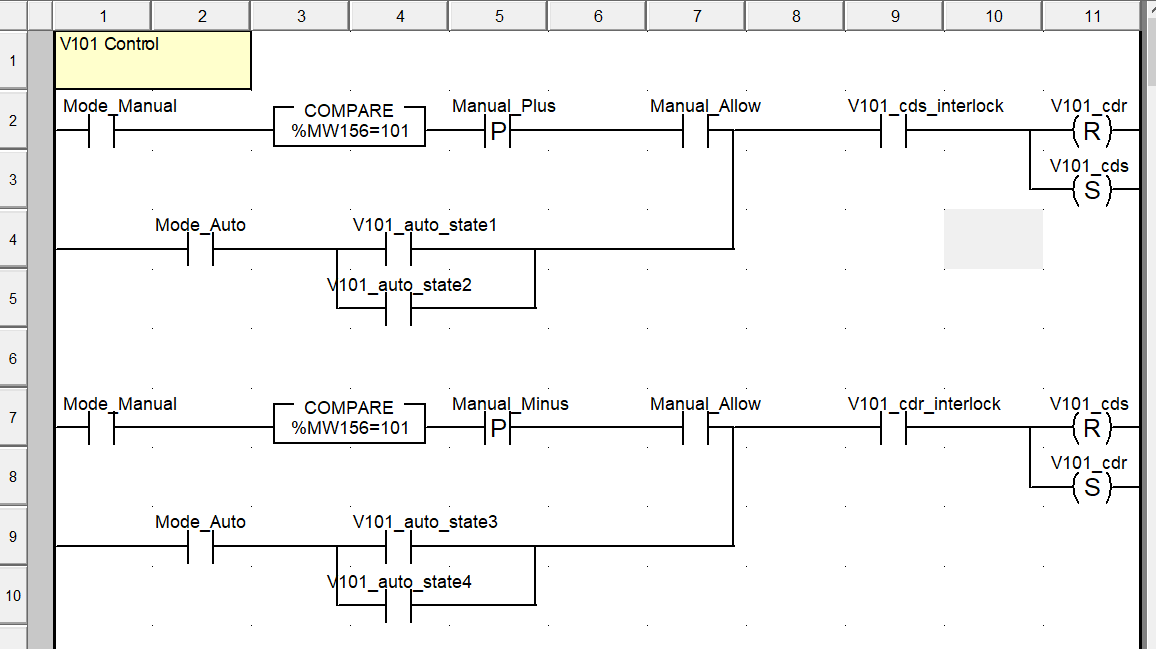 1 2 3 4 5 6 7 8 9 10 11
1 V101 Control
Mode_Manual COMPARE Manual_Plus Manual_Allow V101_cds_interlock V101_cdr
2 %MW156=101 P R
V101_cds
3 S
Mode_Auto V101_auto_state1
4
V101_auto_state2
5
6
Mode_Manual COMPARE Manual_Minus Manual_Allow V101_cdr_interlock V101_cds
7 %MW156=101 P R
V101_cdr
8 S
Mode_Auto V101_auto_state3
9
V101_auto_state4
10